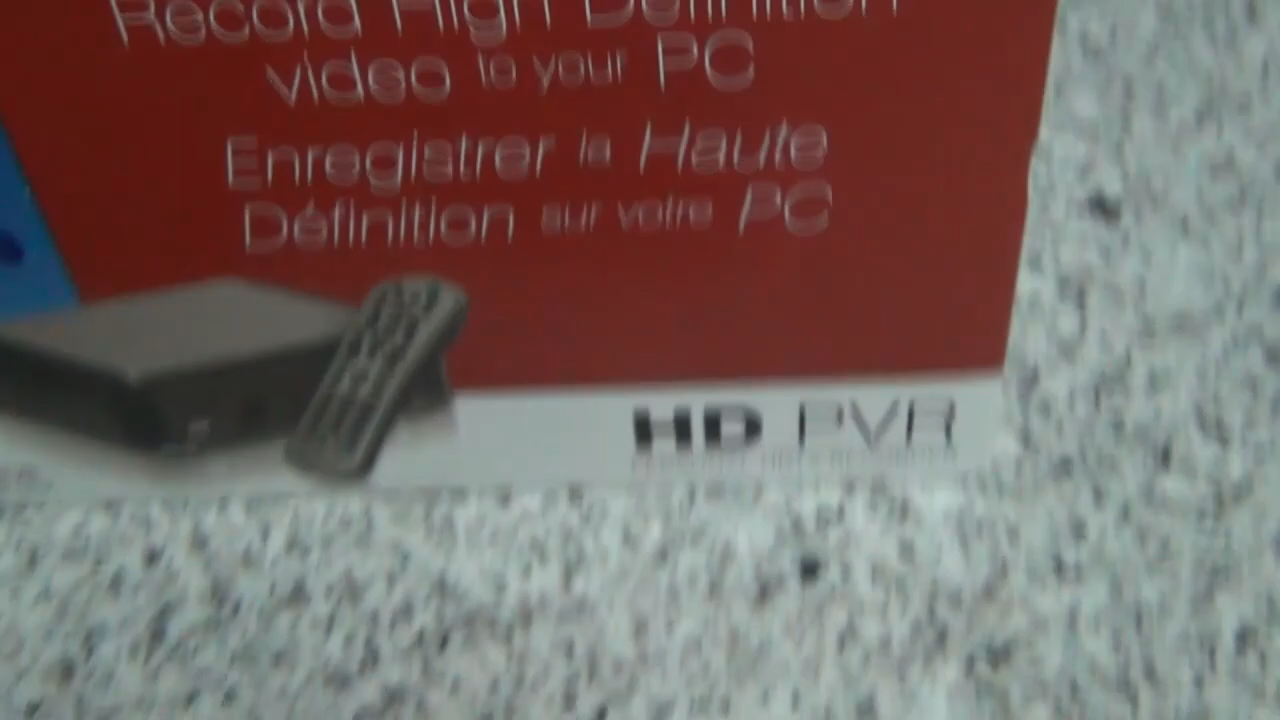 Record High Definition
video to your PC
Enregistrer la Haute
Définition sur votre PC
HD PVR